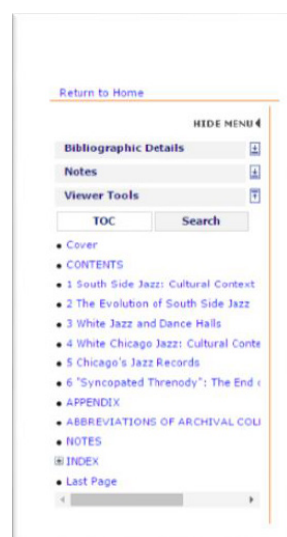 Return to Home
HIDE MENU
Bibliographic Details
Notes
Viewer Tools
TOC Search
Cover
CONTENTS
1 South Side Jazz: Cultural Context
2 The Evolution of South Side Jazz
3 White Jazz and Dance Halls
4 White Chicago Jazz: Cultural Conte
5 Chicago's Jazz Records
6 "Syncopated Threnody": The End
APPENDIX
ABBREVIATIONS OF ARCHIVAL COLL
NOTES
INDEX
Last Page